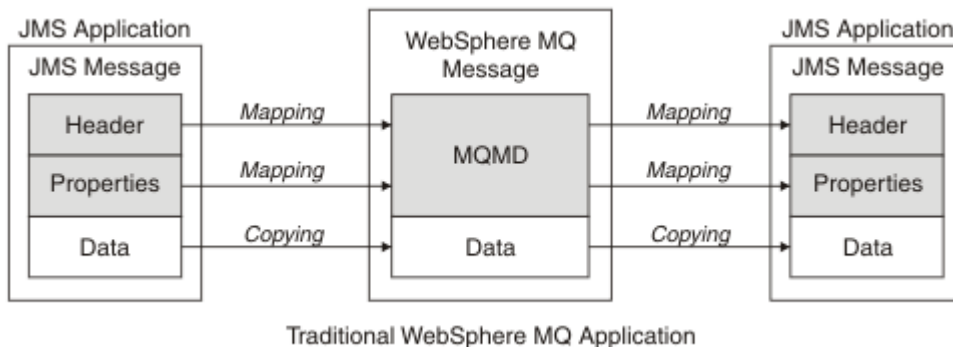 JMS Application
JMS Message
Header
Properties
Data
Mapping
Mapping
Copying
WebSphere MQ
Message
MQMD
Data
Mapping
Mapping
Copying
JMS Application
JMS Message
Header
Properties
Data
Traditional WebSphere MQ Application